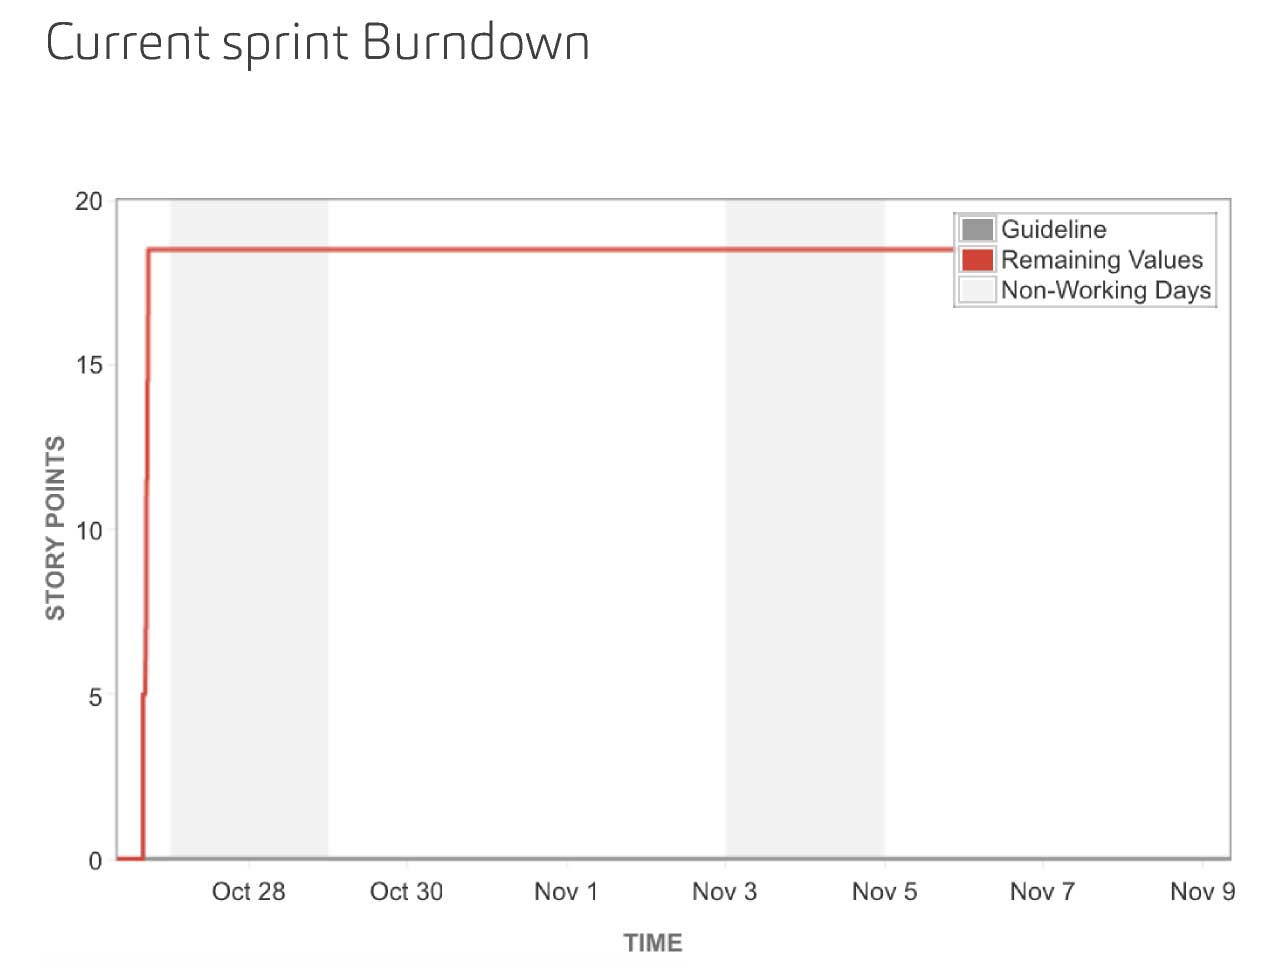 Current sprint Burndown
20
Guideline
Remaining Values
Non-Working Days
15
10
5
0
STORY POINTS
Oct 28 Oct 30 Nov 1 Nov 3 Nov 5 Nov 7 Nov 9
TIME